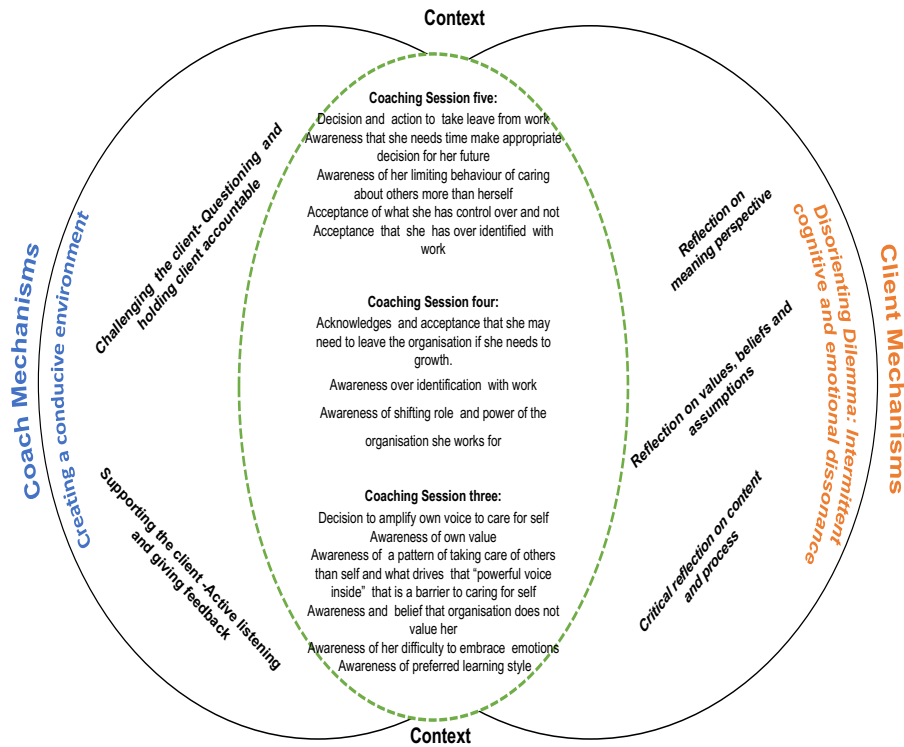 Context
Coach Mechanisms
Creating a conducive environment
Challenging the client- Questioning and
holding client accountable
Supporting the client -Active listening
and giving feedback
Coaching Session five:
Decision and action to take leave from work
Awareness that she needs time make appropriate
decision for her future
Awareness of her limiting behaviour of caring
about others more than herself
Acceptance of what she has control over and not
Acceptance that she has over identified with
work
Coaching Session four:
Acknowledges and acceptance that she may
need to leave the organisation if she needs to
growth.
Awareness over identification with work
Awareness of shifting role and power of the
organisation she works for
Coaching Session three:
Decision to amplify own voice to care for self
Awareness of own value
Awareness of a pattern of taking care of others
than self and what drives that “powerful voice
inside” that is a barrier to caring for self
Awareness and belief that organisation does not
value her
Awareness of her difficulty to embrace emotions
Awareness of preferred learning style
Reflection on
meaning perspective
Reflection on values, beliefs and
assumptions
Critical reflection on content
and process
Disorienting Dilemma: Intermittent
cognitive and emotional dissonance
Client Mechanisms
Context